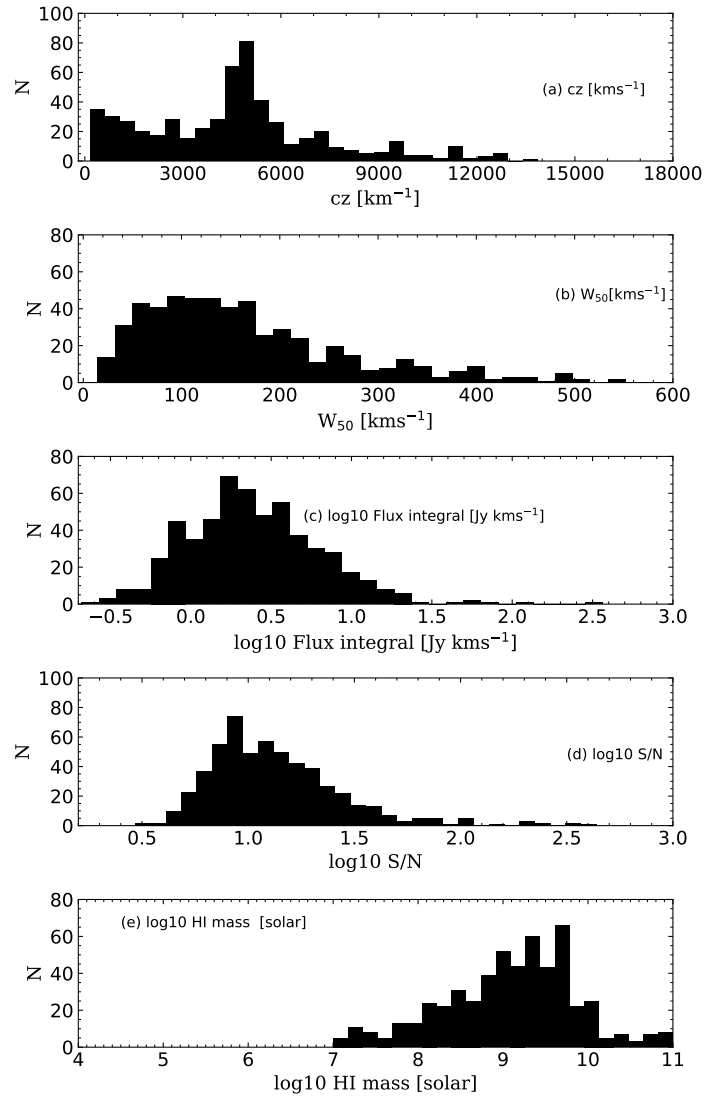 100
80
60
40
20
0
N
(a) cz [kms⁻¹]
0 3000 6000 9000 12000 15000 18000
cz [km⁻¹]
80
60
40
20
0
N
(b) W₅₀[kms⁻¹]
0 100 200 300 400 500 600
W₅₀ [kms⁻¹]
80
60
40
20
0
N
(c) log10 Flux integral [Jy kms⁻¹]
−0.5 0.0 0.5 1.0 1.5 2.0 2.5 3.0
log10 Flux integral [Jy kms⁻¹]
100
80
60
40
20
0
N
(d) log10 S/N
0.5 1.0 1.5 2.0 2.5 3.0
log10 S/N
80
60
40
20
0
N
(e) log10 HI mass [solar]
4 5 6 7 8 9 10 11
log10 HI mass [solar]